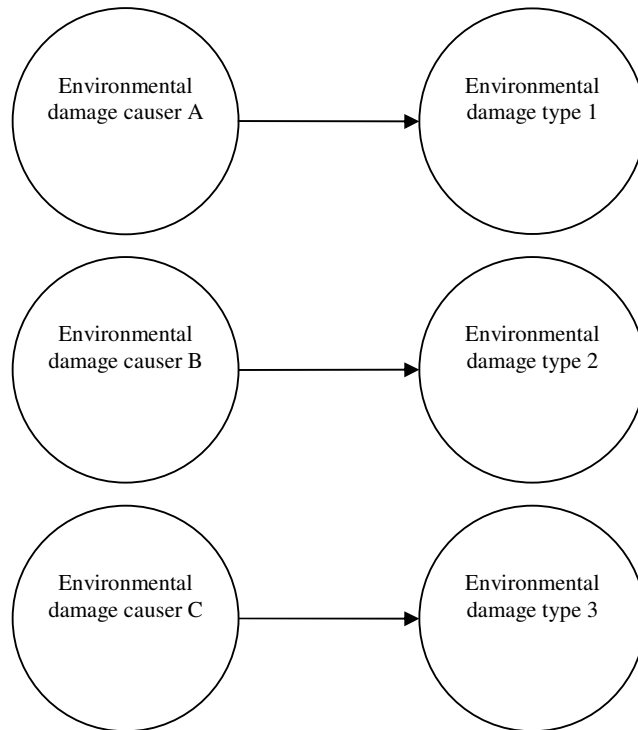 Environmental
damage causer A
Environmental
damage type 1
Environmental
damage causer B
Environmental
damage type 2
Environmental
damage causer C
Environmental
damage type 3